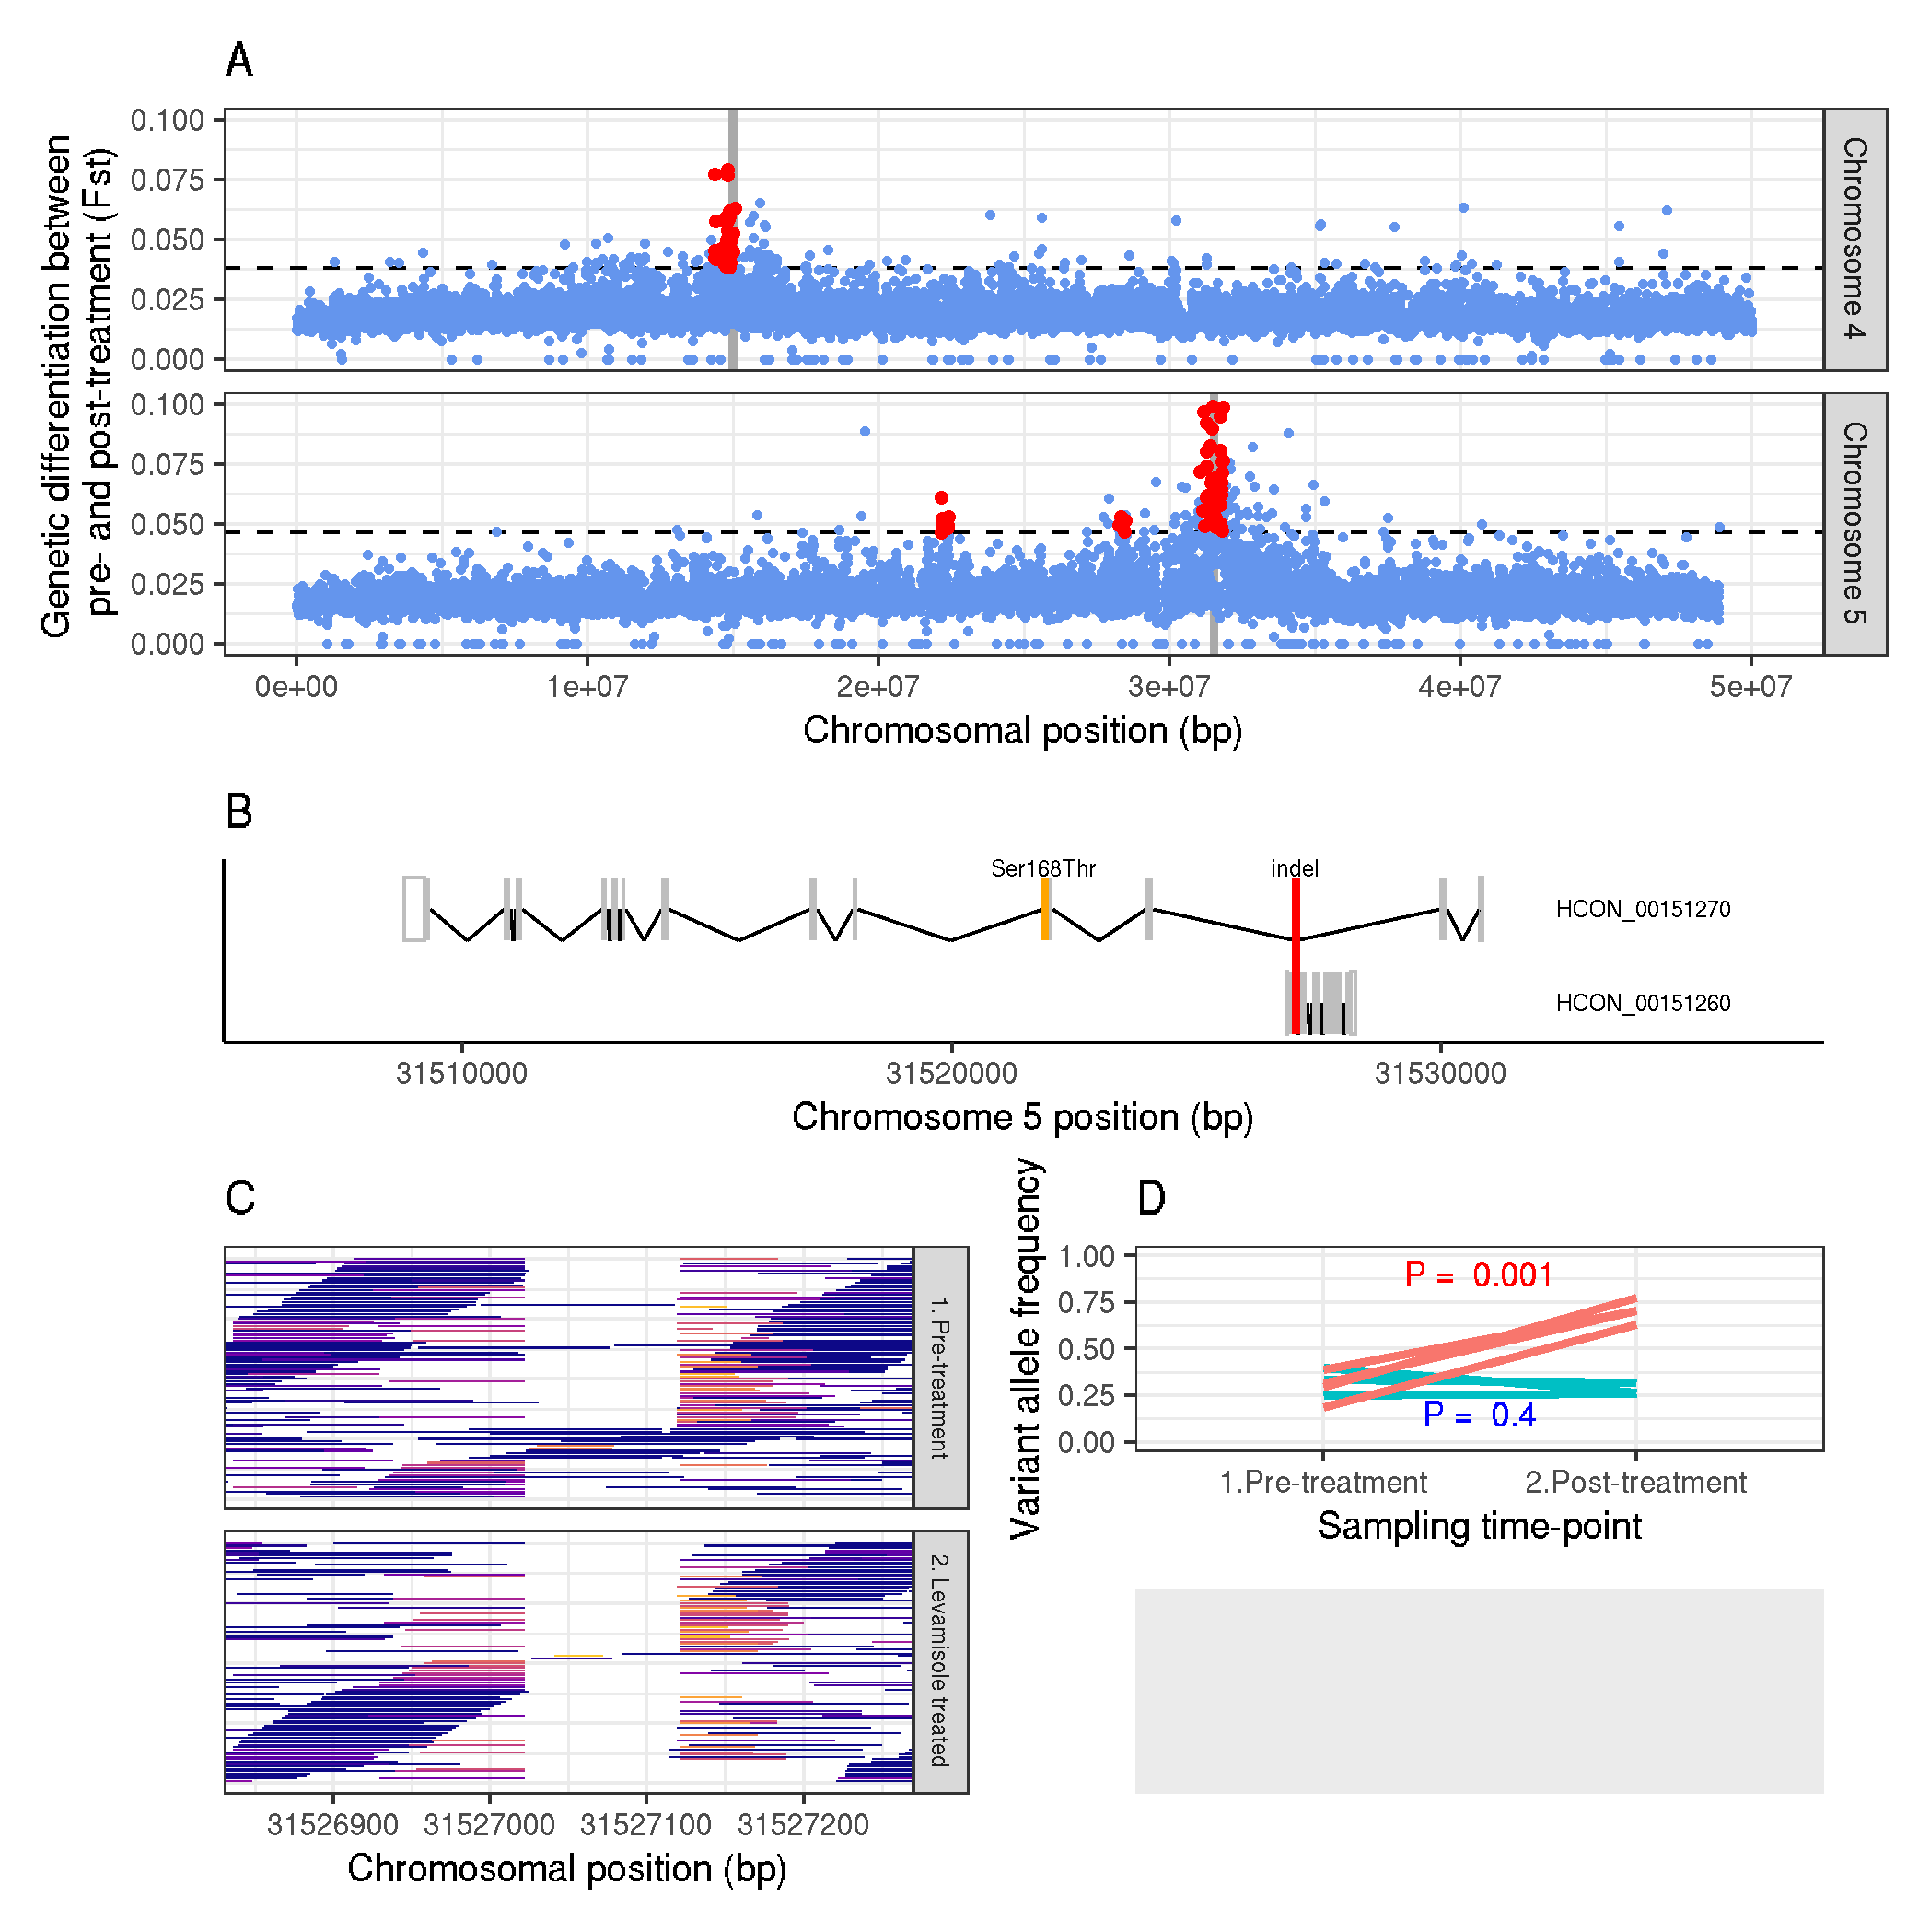 A
Genetic differentiation between
pre- and post-treatment (Fst)
0.100
0.075
0.050
0.025
0.000
Chromosome 4
0.100
0.075
0.050
0.025
0.000
Chromosome 5
0e+00 1e+07 2e+07 3e+07 4e+07 5e+07
Chromosomal position (bp)
B
Ser168Thr indel
HCON_00151270
HCON_00151260
31510000 31520000 31530000
Chromosome 5 position (bp)
C
1. Pre-treatment
2. Levamisole treated
31526900 31527000 31527100 31527200
Chromosomal position (bp)
D
Variant allele frequency
1.00
0.75
0.50
0.25
0.00
P = 0.001
P = 0.4
1.Pre-treatment 2.Post-treatment
Sampling time-point